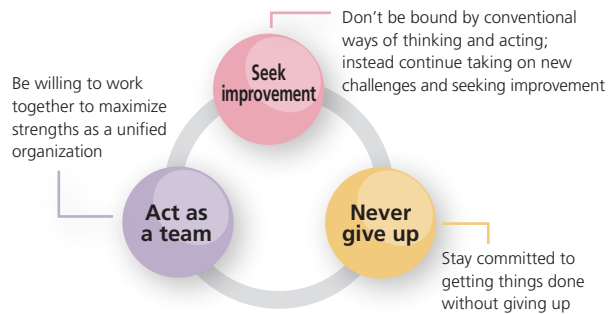 Don’t be bound by conventional
ways of thinking and acting;
instead continue taking on new
challenges and seeking improvement
Seek
improvement
Be willing to work
together to maximize
strengths as a unified
organization
Act as
a team
Never
give up
Stay committed to
getting things done
without giving up